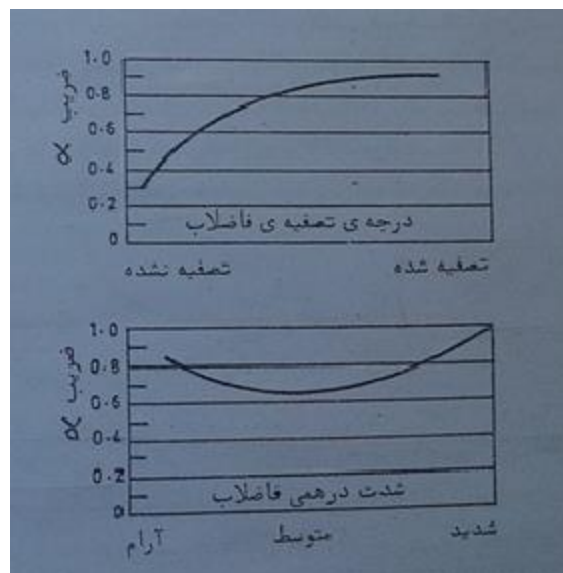 1.0
0.8
0.6
0.4
0.2
0
ضریب α
درجه ی تصفیه ی فاضلاب
تصفیه نشده
تصفیه شده
1.0
0.8
0.6
0.4
0.2
0
ضریب α
شدت درهمی فاضلاب
آرام
متوسط
شدید